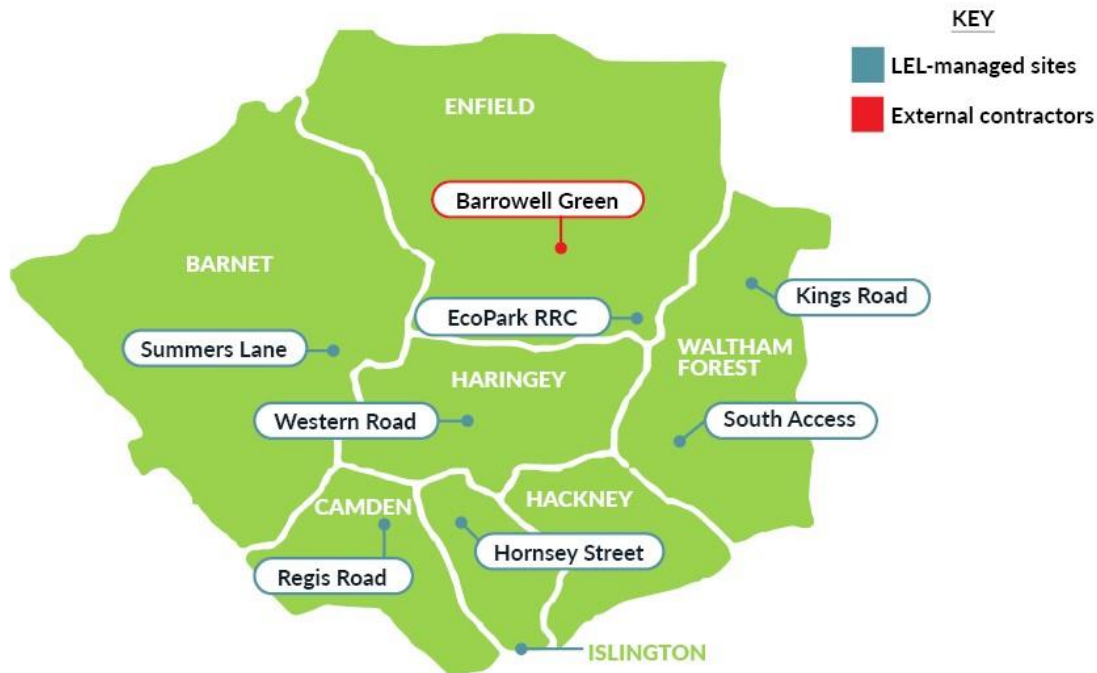 KEY
LEL-managed sites
External contractors
ENFIELD
Barrowell Green
BARNET
Kings Road
EcoPark RRC
Summers Lane
WALTHAM
FOREST
HARINGEY
Western Road
South Access
HACKNEY
CAMDEN
Hornsey Street
Regis Road
ISLINGTON